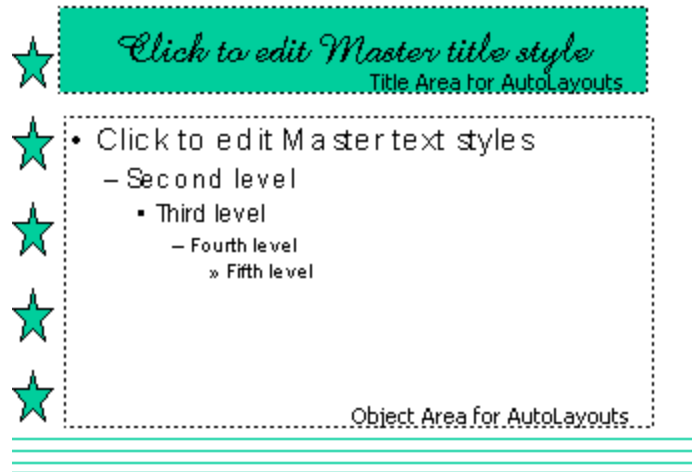 Click to edit Master title style
Title Area for AutoLayouts
• Click to edit Master text styles
– Second level
▪ Third level
– Fourth level
» Fifth level
Object Area for AutoLayouts